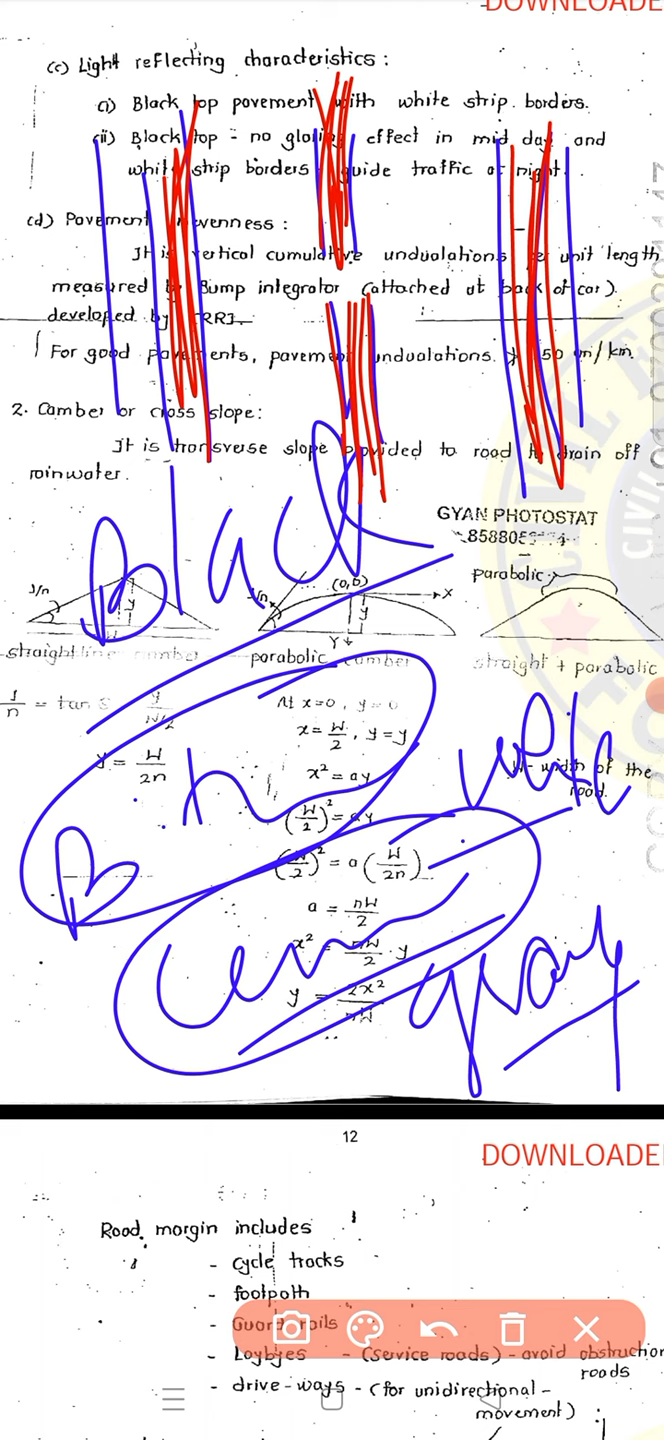 DOWNLOADE
(c) Light reflecting characteristics :
(i) Black top pavement with white strip borders.
(ii) Black top - no glaring effect in mid day and
white strip borders guide traffic at night.
(d) Pavement unevenness :
It is vertical cumulative undualations per unit length
measured by Bump integrator (attached at back of car).
developed by CRRI
For good pavements, pavement undualations 150 cm/km.
2. Camber or cross slope:
It is transverse slope provided to road to drain off
rainwater.
Black
GYAN PHOTOSTAT
parabolic
1/n
y
W
(0,0)
X
y
Y
straight line camber
parabolic camber
straight + parabolic
1/n = tan y/W/2
At x=0, y=0
x = W/2, y=y
y = W/2n
x² = ay
W - width of the
road.
(W/2)² = ay
(W/2)² = a (W/2n)
B
∴ a = nW/2
x² = nW/2 · y
y = 2x²/nW
gray
12
DOWNLOADE
Road margin includes
- cycle tracks
- footpath
- Guard rails
- Laybyes - (service roads) - avoid obstruction
roads
- drive-ways - (for unidirectional -
movement)